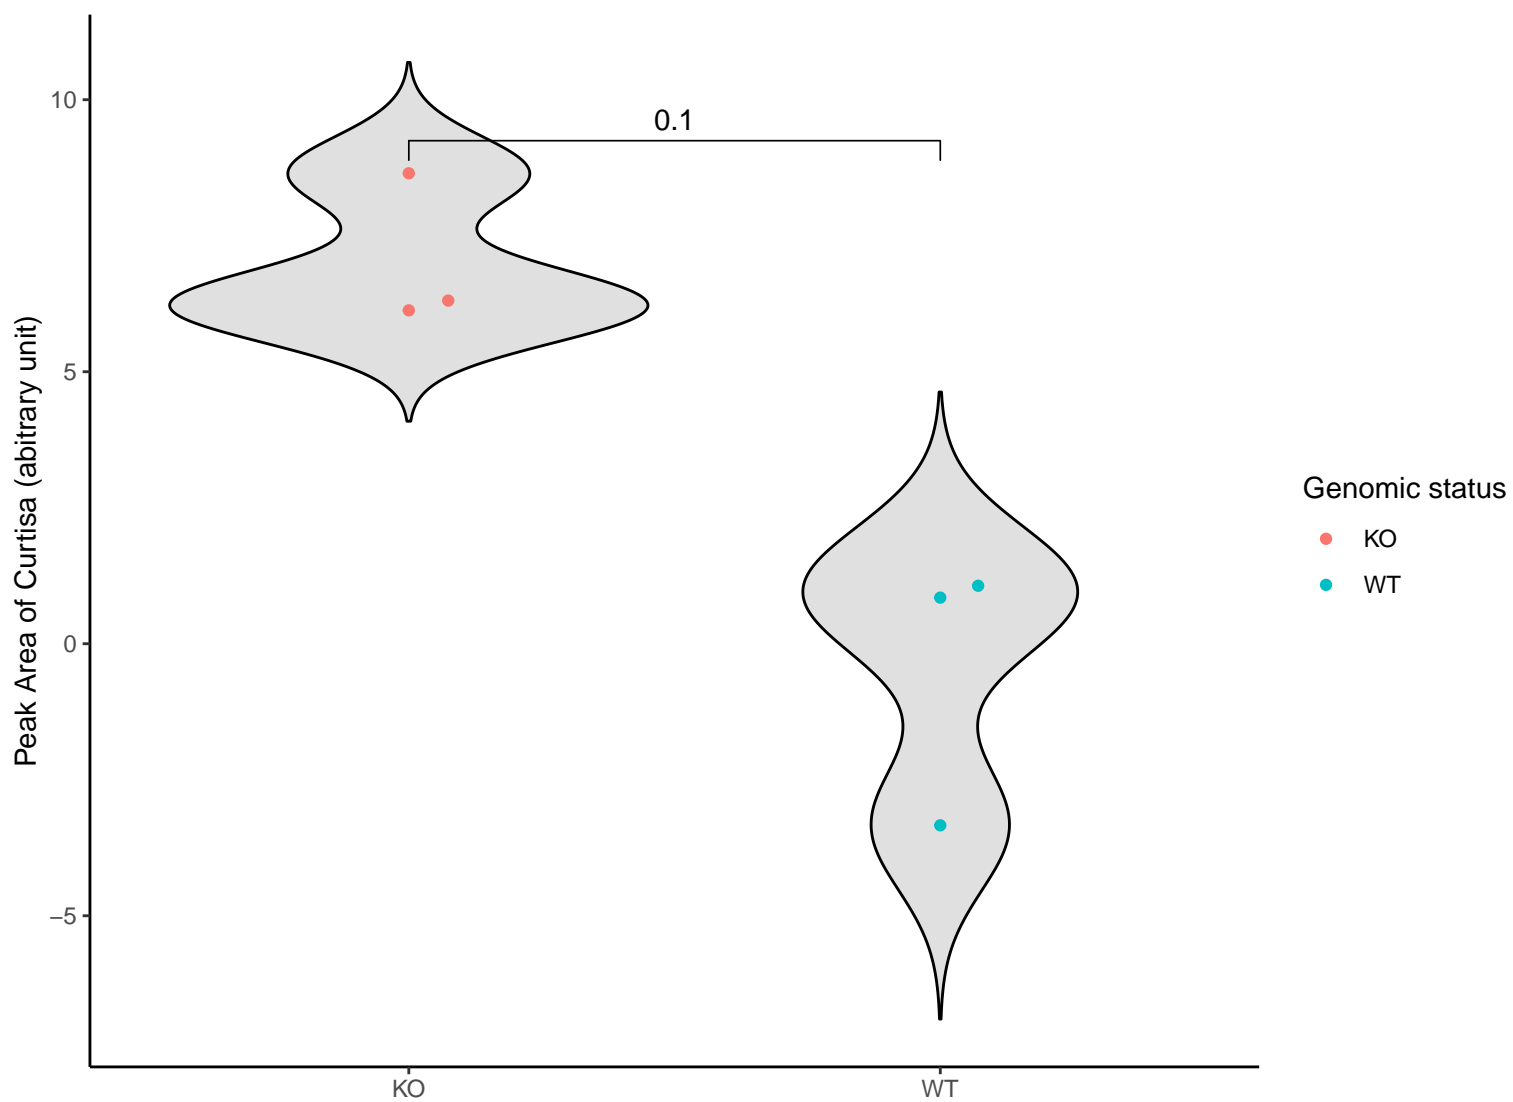 10
5
0
−5
Peak Area of Curtisa (abitrary unit)
0.1
KO
WT
Genomic status
KO
WT